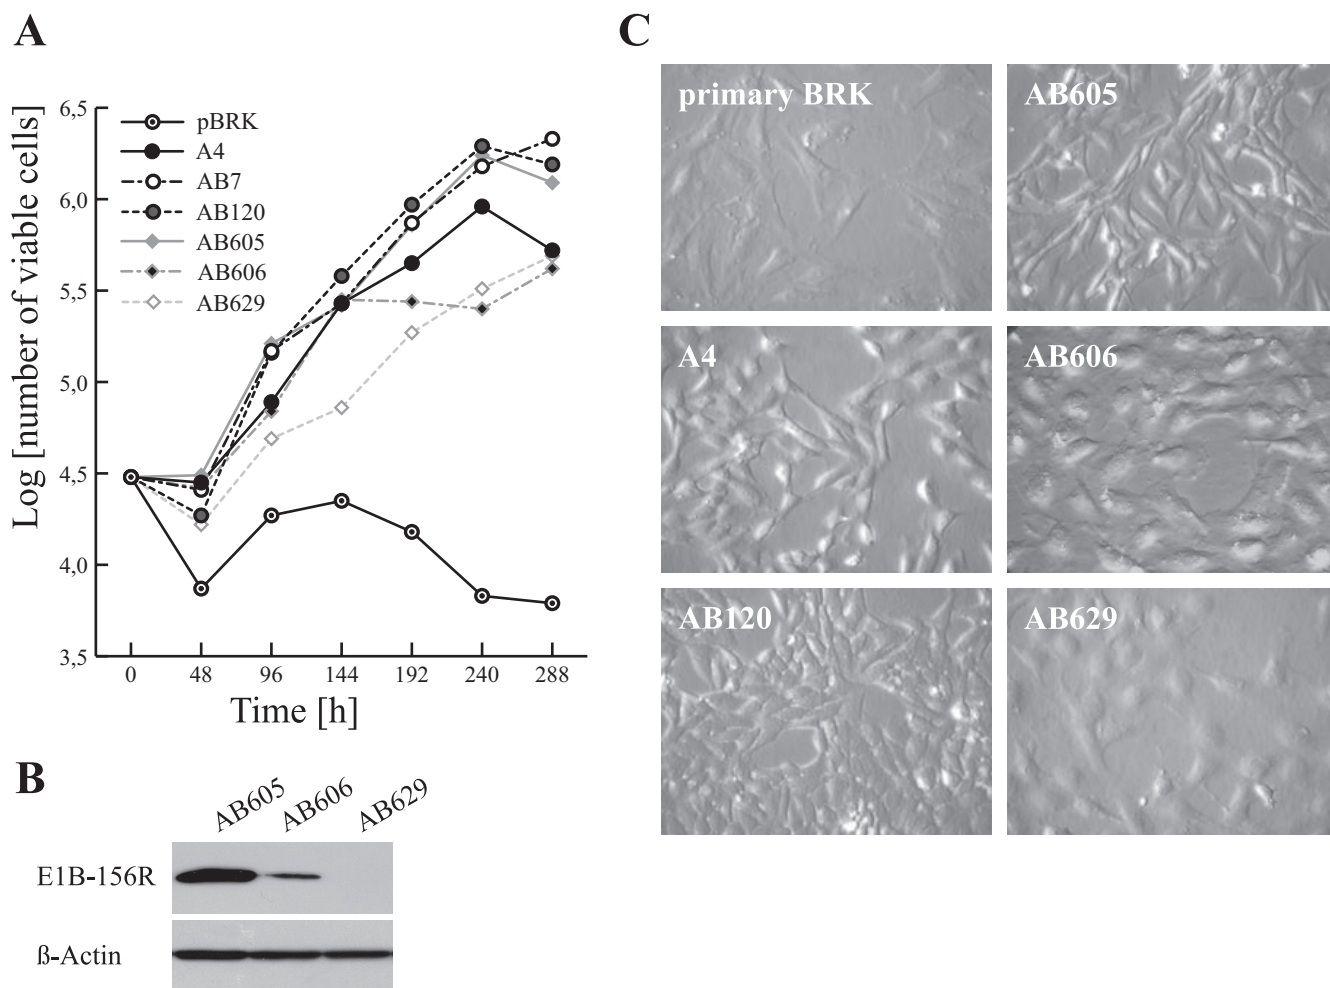 A
Log [number of viable cells]
6,5
6,0
5,5
5,0
4,5
4,0
3,5
pBRK
A4
AB7
AB120
AB605
AB606
AB629
0 48 96 144 192 240 288
Time [h]
B
AB605 AB606 AB629
E1B-156R
ß-Actin
C
primary BRK
AB605
A4
AB606
AB120
AB629